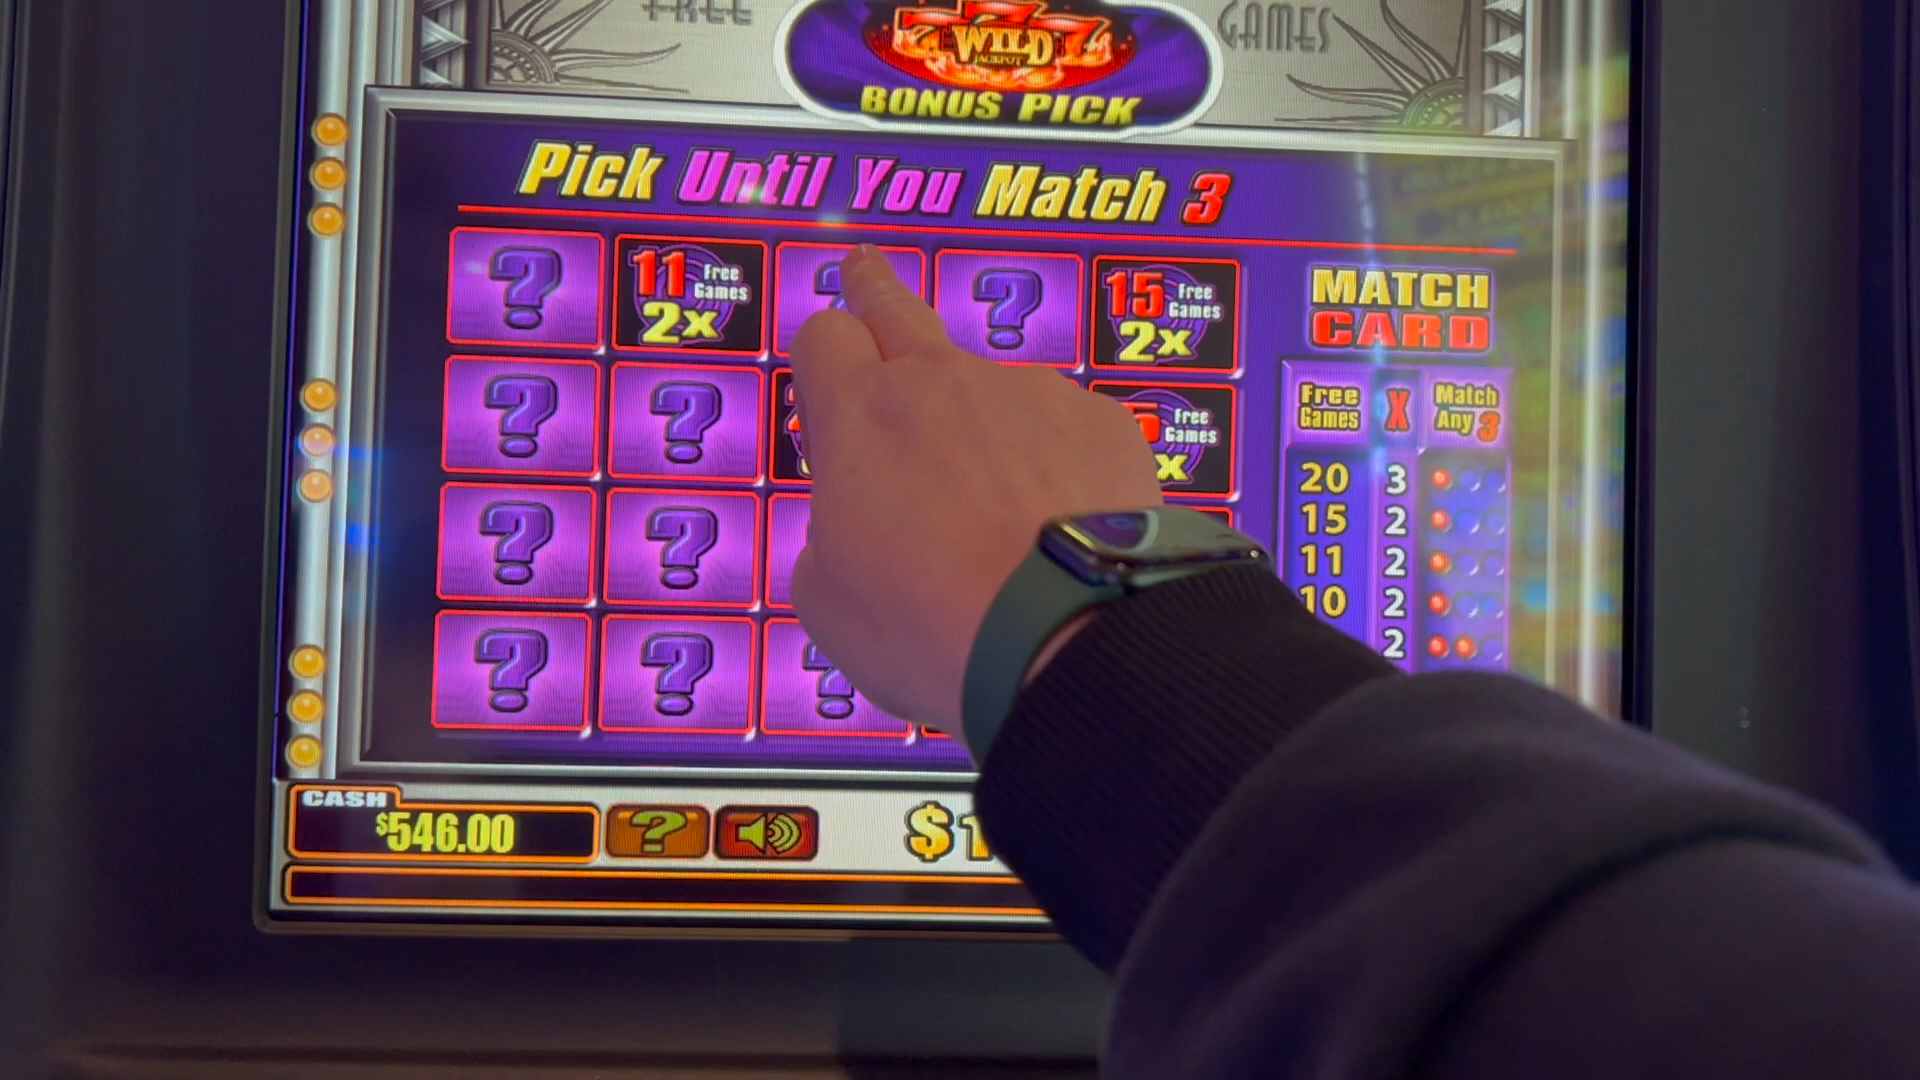 FREE
GAMES
777
WILD
JACKPOT
BONUS PICK
Pick Until You Match 3
?
11 Free Games
2x
?
?
15 Free Games
2x
MATCH
CARD
?
?
Free Games
x
Free Games X Match Any 3
20 3
15 2
11 2
10 2
2
?
?
?
?
?
CASH
$546.00
?
$1